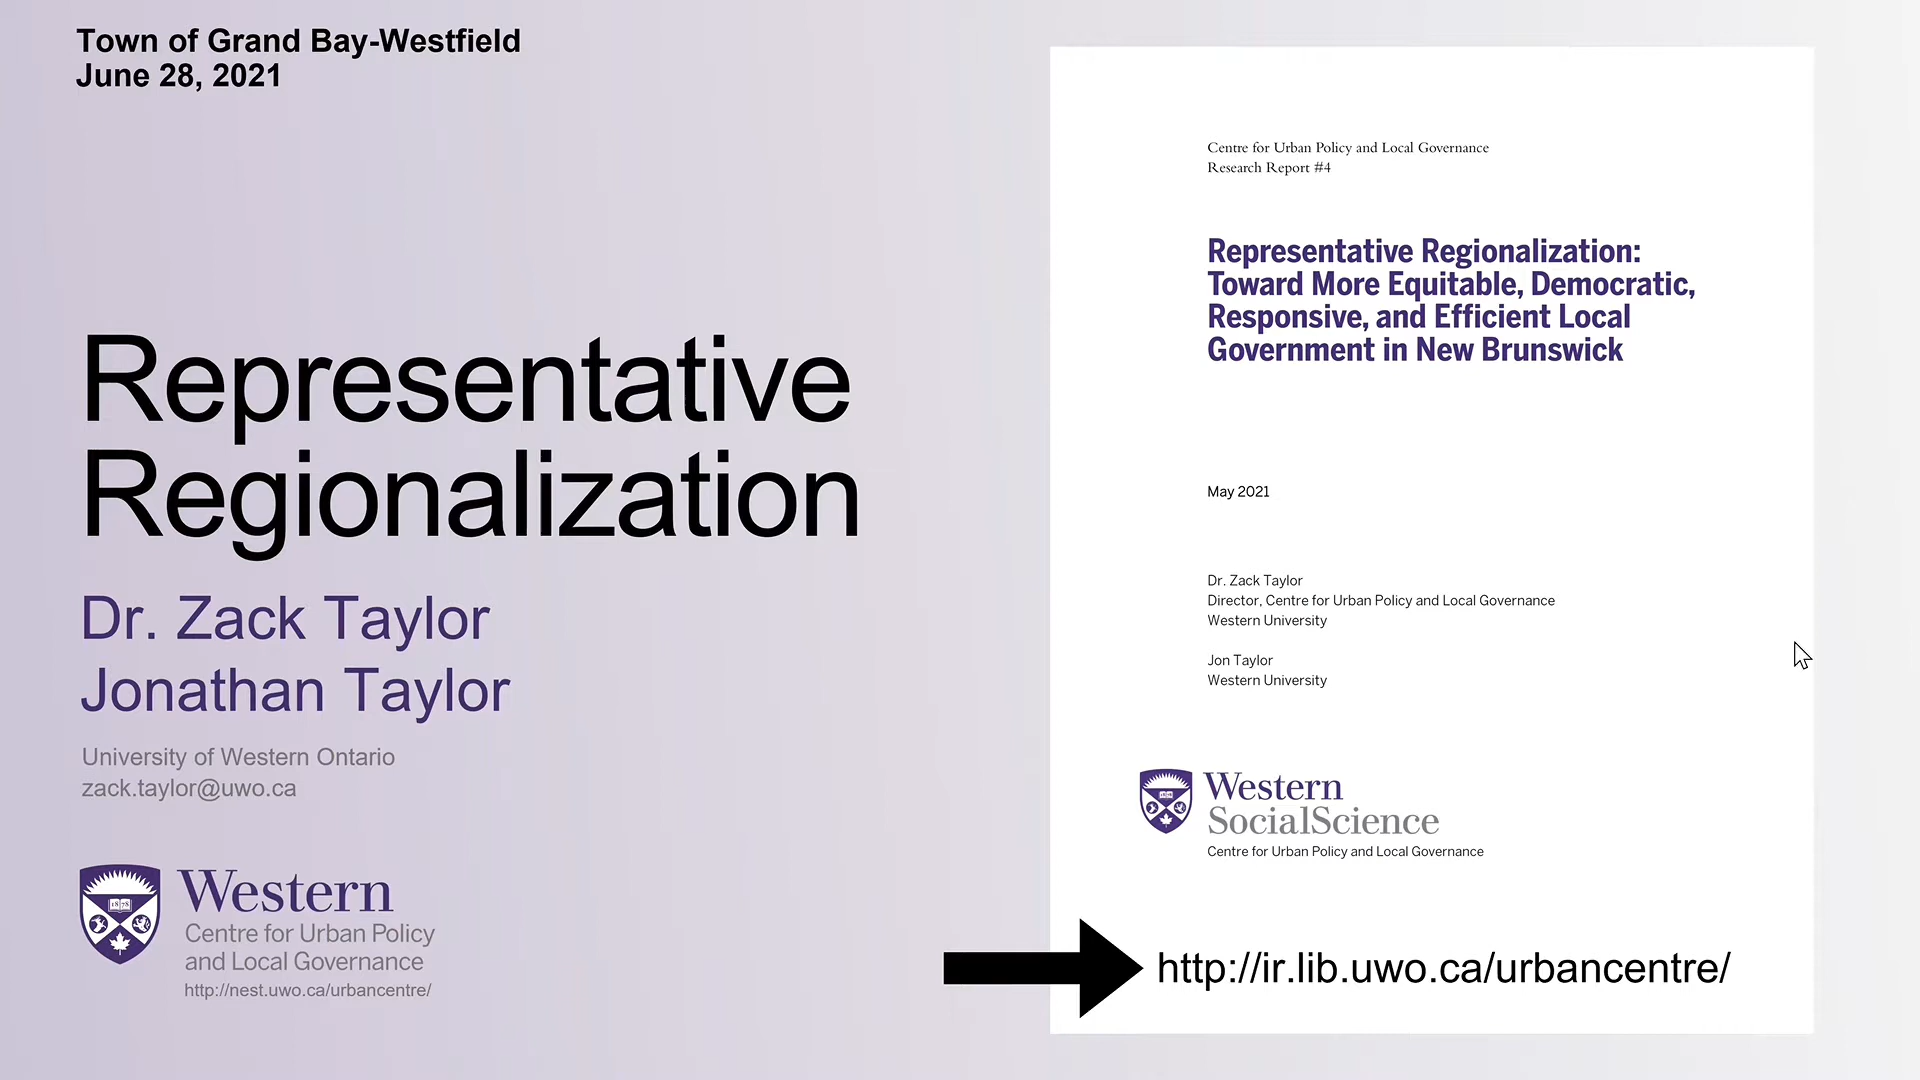 Town of Grand Bay-Westfield
June 28, 2021
Representative
Regionalization
Dr. Zack Taylor
Jonathan Taylor
University of Western Ontario
zack.taylor@uwo.ca
1878
Western
Centre for Urban Policy
and Local Governance
http://nest.uwo.ca/urbancentre/
Centre for Urban Policy and Local Governance
Research Report #4
Representative Regionalization:
Toward More Equitable, Democratic,
Responsive, and Efficient Local
Government in New Brunswick
May 2021
Dr. Zack Taylor
Director, Centre for Urban Policy and Local Governance
Western University
Jon Taylor
Western University
Western
SocialScience
Centre for Urban Policy and Local Governance
http://ir.lib.uwo.ca/urbancentre/